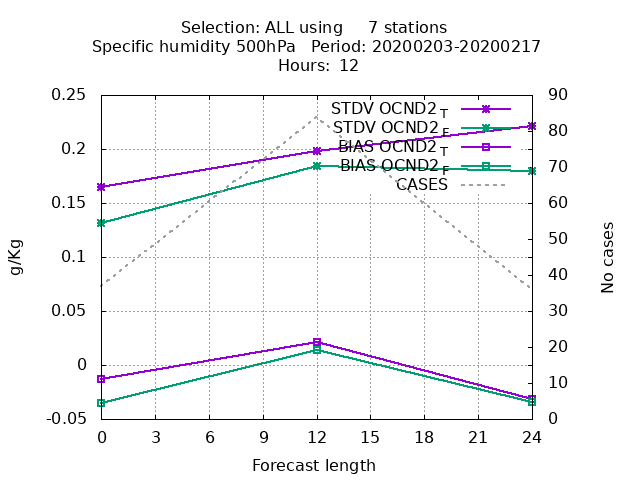 Selection: ALL using     7 stations
Specific humidity 500hPa   Period: 20200203-20200217
Hours:  12
STDV OCND2_T
STDV OCND2_F
BIAS OCND2_T
BIAS OCND2_F
CASES
g/Kg
0.25
0.2
0.15
0.1
0.05
0
-0.05
90
80
70
60
50
40
30
20
10
0
No cases
0 3 6 9 12 15 18 21 24
Forecast length